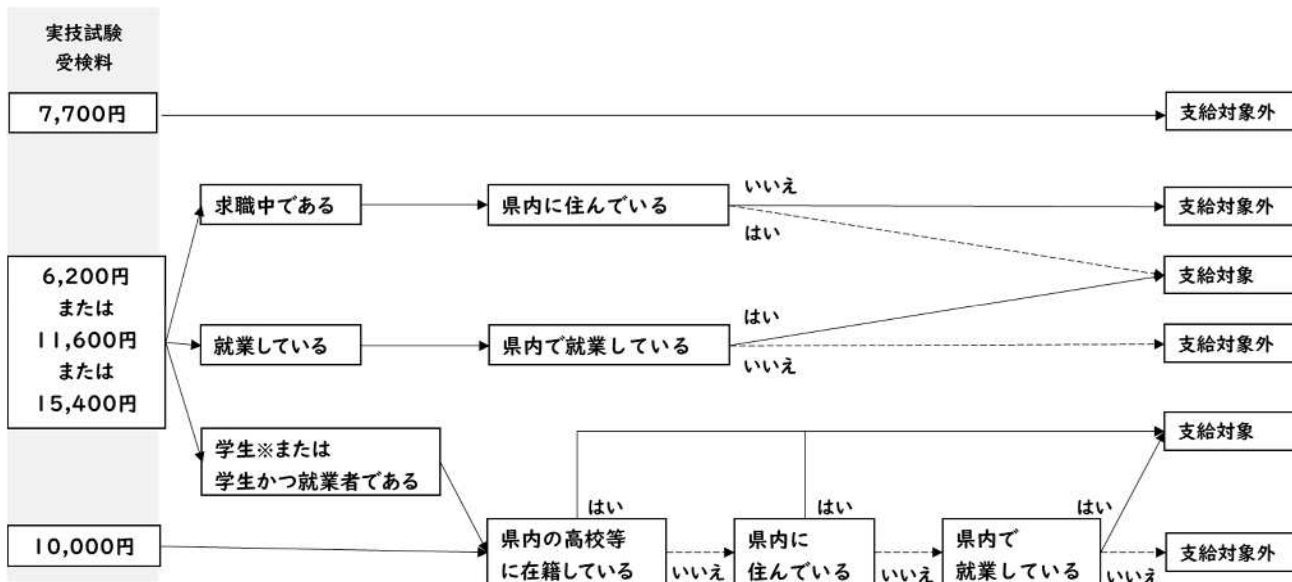 実技試験
受検料
7,700円
支給対象外
求職中である
県内に住んでいる
いいえ
はい
支給対象外
6,200円
または
11,600円
または
15,400円
支給対象
就業している
県内で就業している
はい
いいえ
支給対象外
学生※または
学生かつ就業者である
支給対象
10,000円
県内の高校等
に在籍している
はい
いいえ
県内に
住んでいる
はい
いいえ
県内で
就業している
はい
いいえ
支給対象外